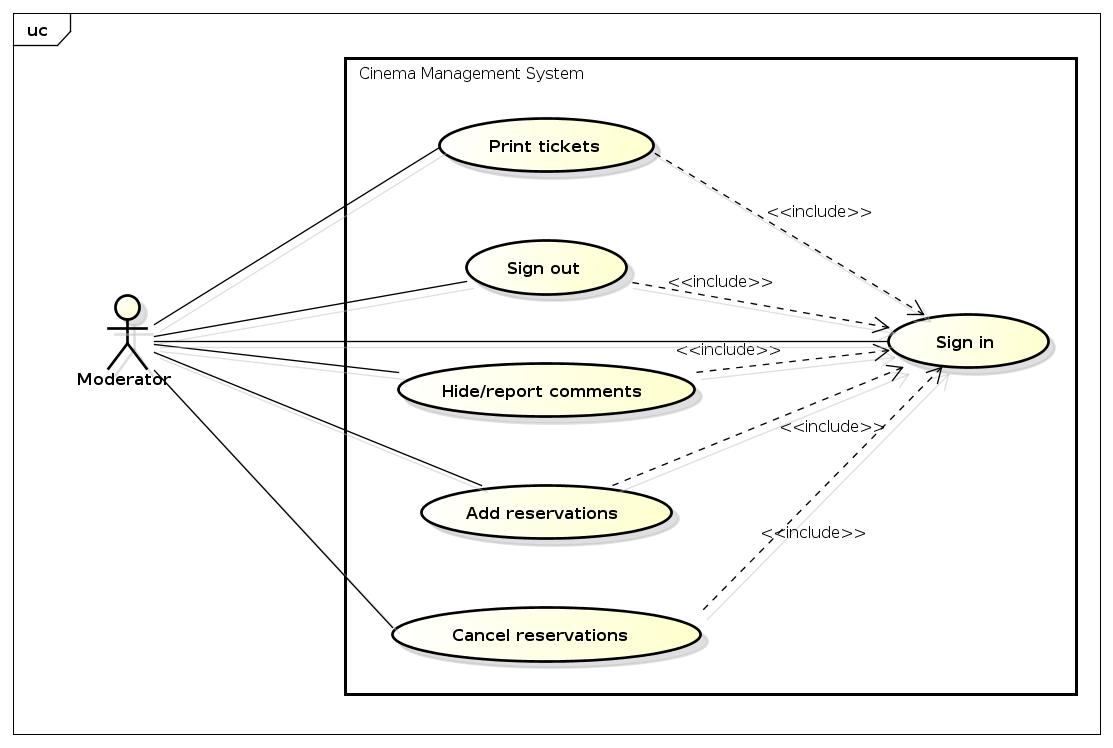 uc
Cinema Management System
Print tickets
<<include>>
Sign out
<<include>>
Moderator
Sign in
<<include>>
Hide/report comments
<<include>>
Add reservations
<<include>>
Cancel reservations